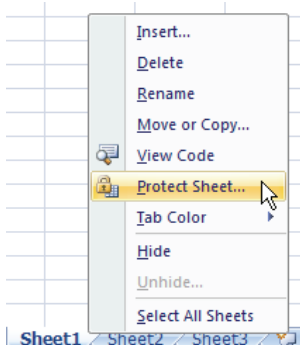 Insert...
Delete
Rename
Move or Copy...
View Code
Protect Sheet...
Tab Color
Hide
Unhide...
Select All Sheets
Sheet1 Sheet2 Sheet3